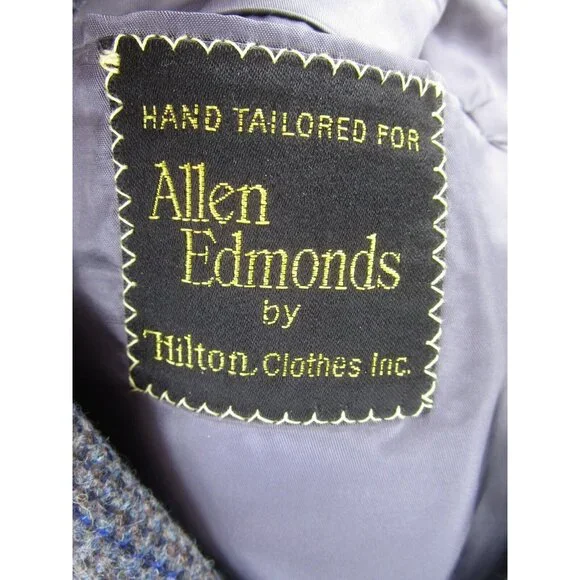 HAND TAILORED FOR
Allen
Edmonds
by
Hilton Clothes Inc.